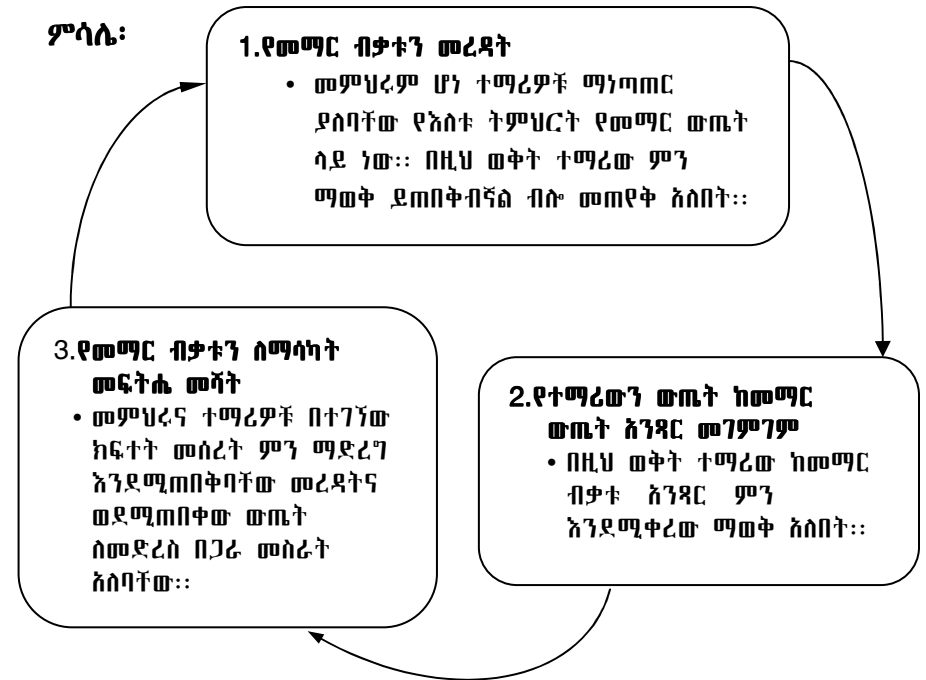 ምሳሌ፡
1.የመማር ብቃቱን መረዳት
• መምህሩም ሆነ ተማሪዎቹ ማነጣጠር
ያለባቸው የእለቱ ትምህርት የመማር ውጤት
ላይ ነው፡፡ በዚህ ወቅት ተማሪው ምን
ማወቅ ይጠበቅብኛል ብሎ መጠየቅ አለበት፡፡
2.የተማሪውን ውጤት ከመማር
ውጤት አንጻር መገምገም
• በዚህ ወቅት ተማሪው ከመማር
ብቃቱ አንጻር ምን
እንደሚቀረው ማወቅ አለበት፡፡
3.የመማር ብቃቱን ለማሳካት
መፍትሔ መሻት
• መምህሩና ተማሪዎቹ በተገኘው
ክፍተት መሰረት ምን ማድረግ
እንደሚጠበቅባቸው መረዳትና
ወደሚጠበቀው ውጤት
ለመድረስ በጋራ መስራት
አለባቸው፡፡